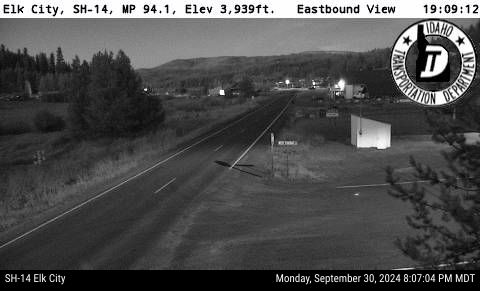 Elk City, SH-14, MP 94.1, Elev 3,939ft.   Eastbound View   19:09:12
IDAHO
TRANSPORTATION DEPARTMENT
SH-14 Elk City
Monday, September 30, 2024 8:07:04 PM MDT